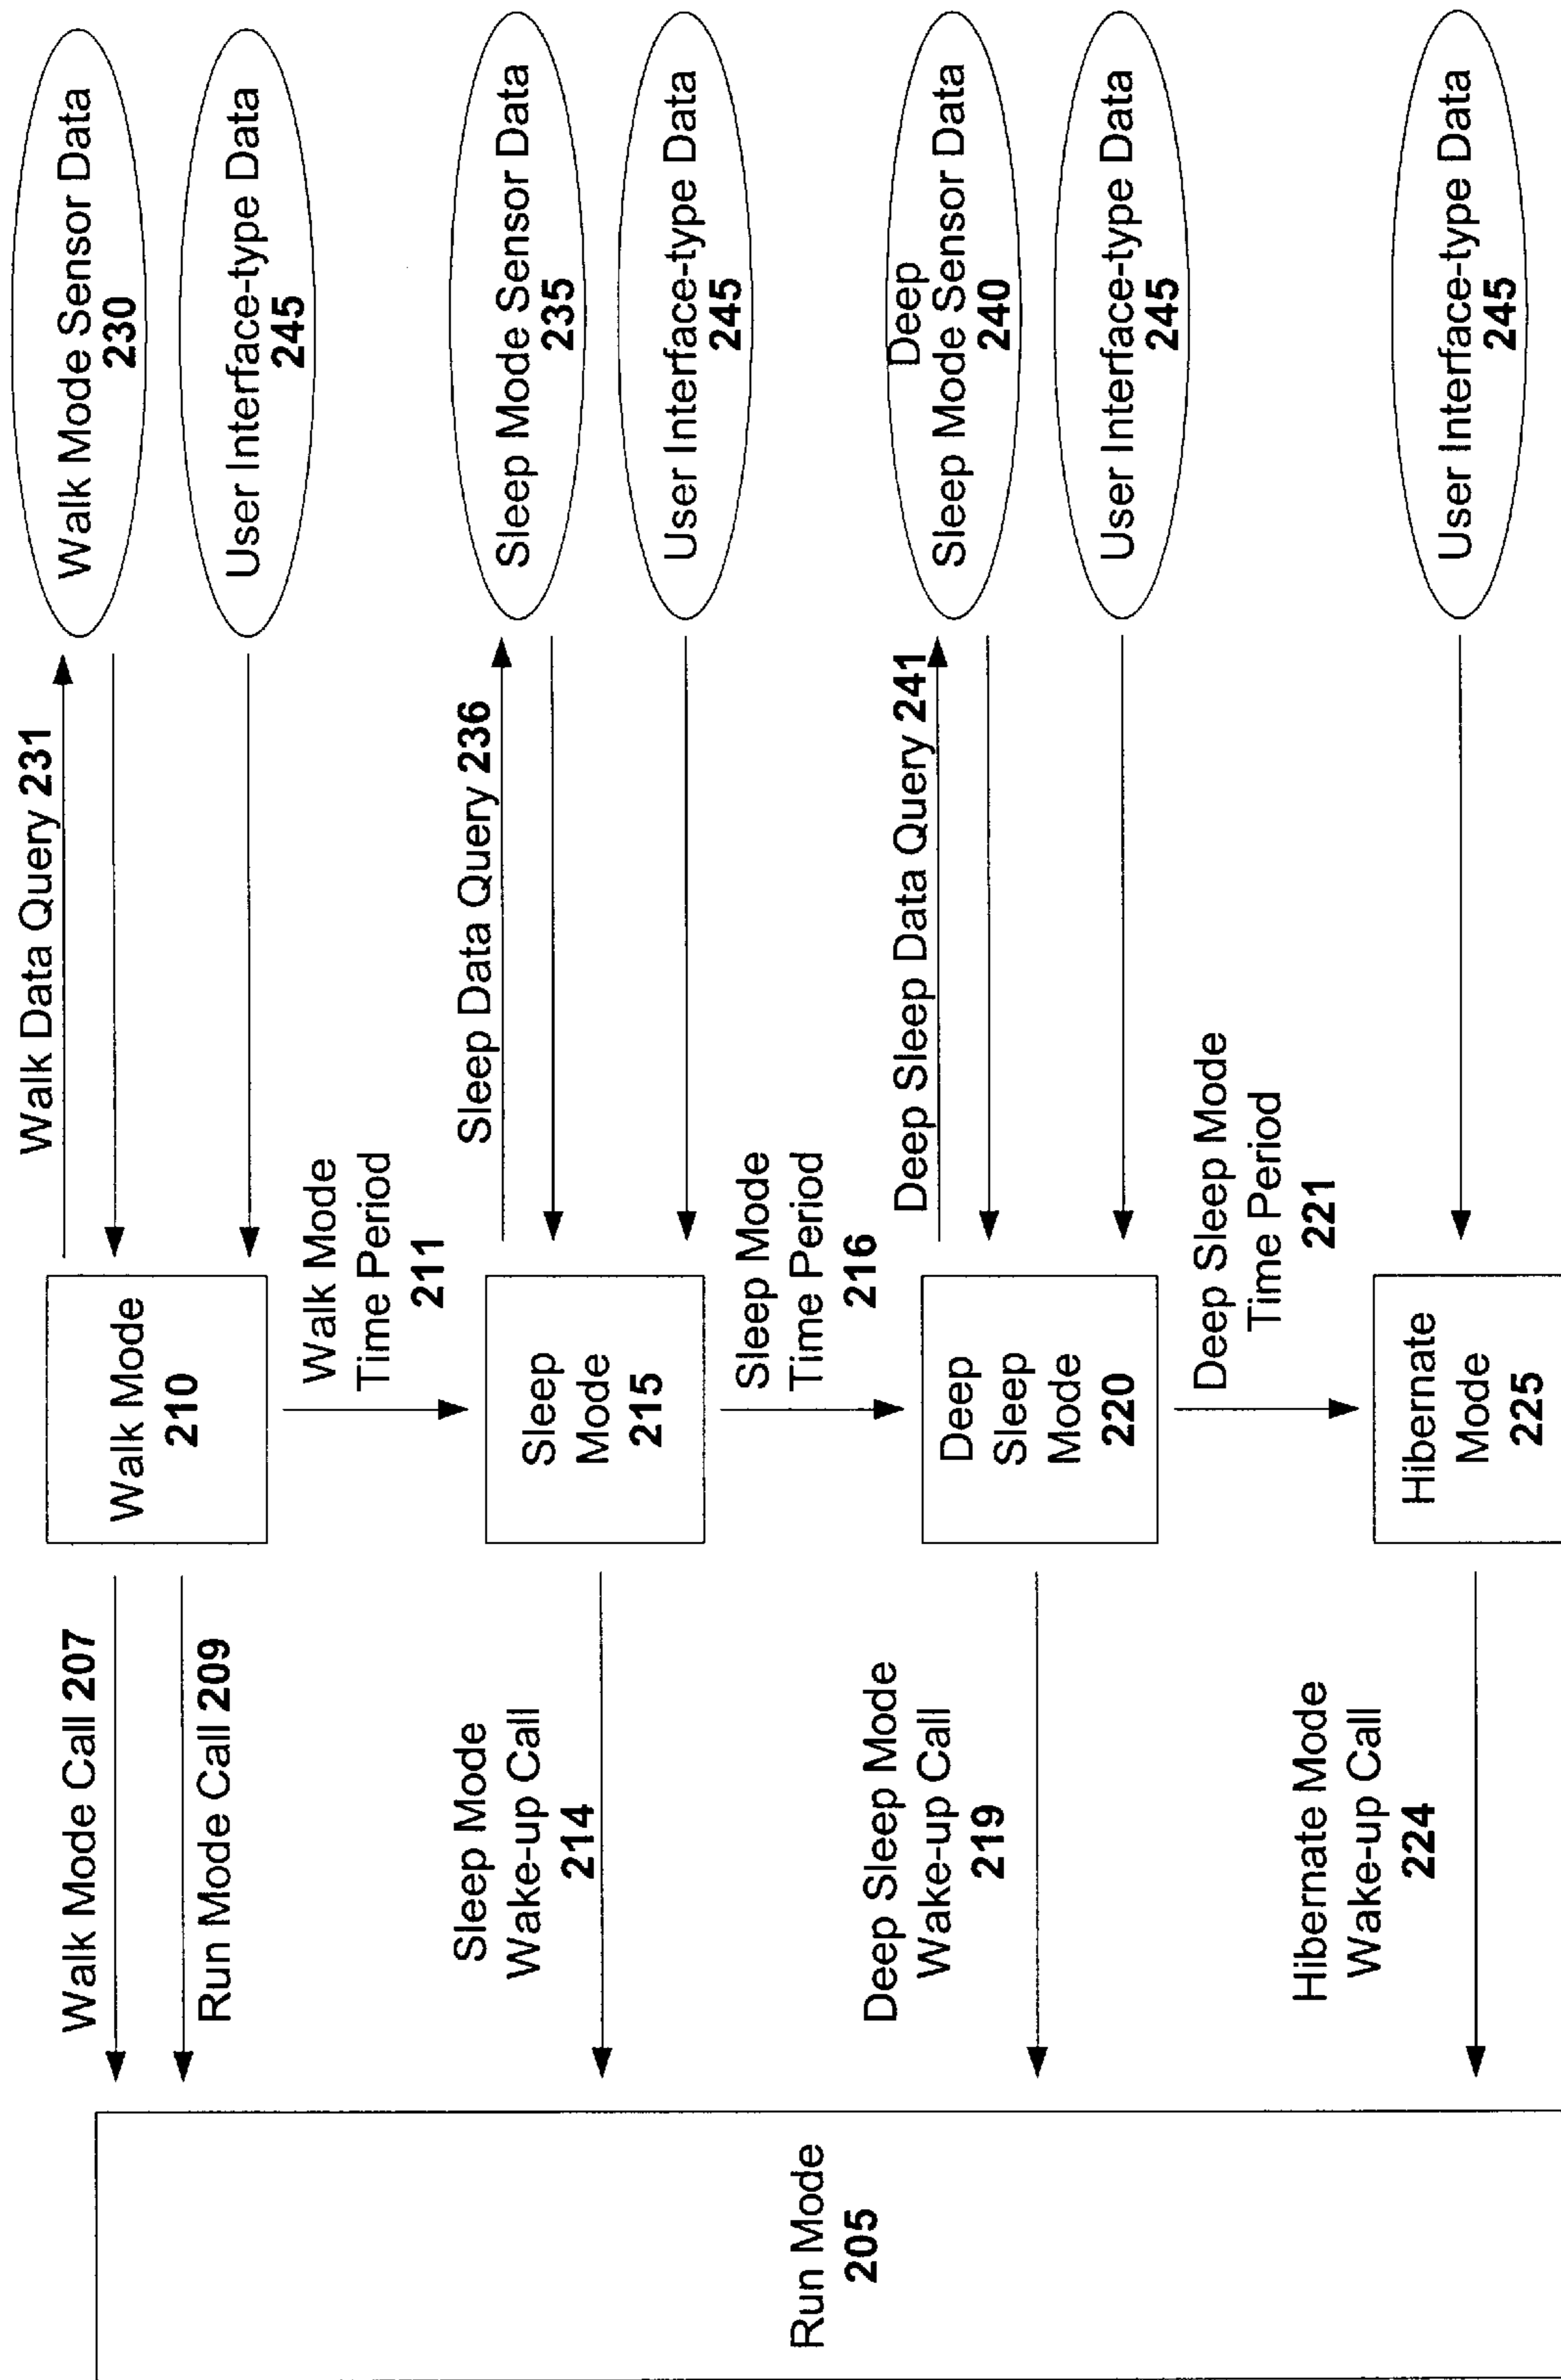 Run Mode
205
Walk Mode Call 207
Run Mode Call 209
Walk Mode
210
Walk Data Query 231
Walk Mode Sensor Data
230
User Interface-type Data
245
Walk Mode
Time Period
211
Sleep Mode
Wake-up Call
214
Sleep
Mode
215
Sleep Data Query 236
Sleep Mode Sensor Data
235
User Interface-type Data
245
Sleep Mode
Time Period
216
Deep Sleep Mode
Wake-up Call
219
Deep
Sleep
Mode
220
Deep Sleep Data Query 241
Deep
Sleep Mode Sensor Data
240
User Interface-type Data
245
Deep Sleep Mode
Time Period
221
Hibernate Mode
Wake-up Call
224
Hibernate
Mode
225
User Interface-type Data
245